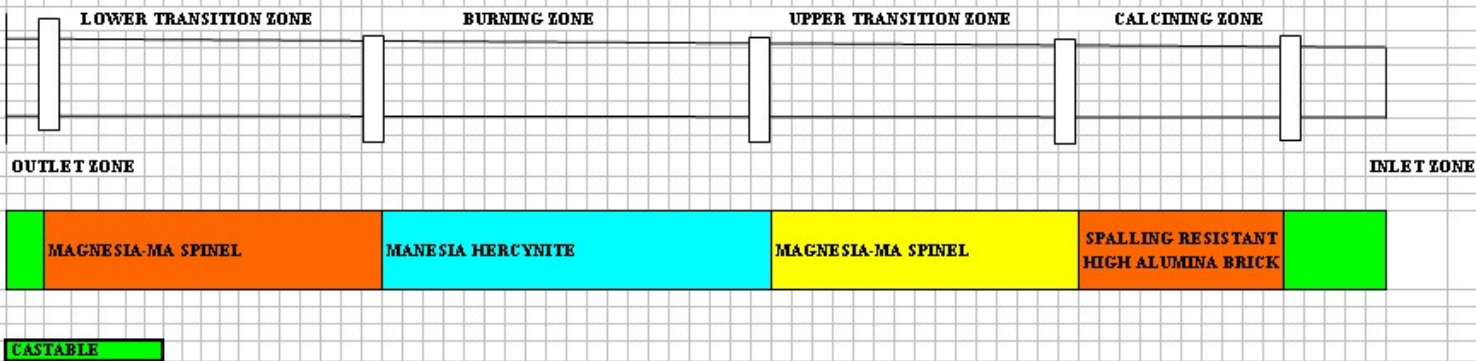 LOWER TRANSITION ZONE
BURNING ZONE
UPPER TRANSITION ZONE
CALCINING ZONE
OUTLET ZONE
INLET ZONE
MAGNESIA-MA SPINEL
MANESIA HERCYNITE
MAGNESIA-MA SPINEL
SPALLING RESISTANT
HIGH ALUMINA BRICK
CASTABLE